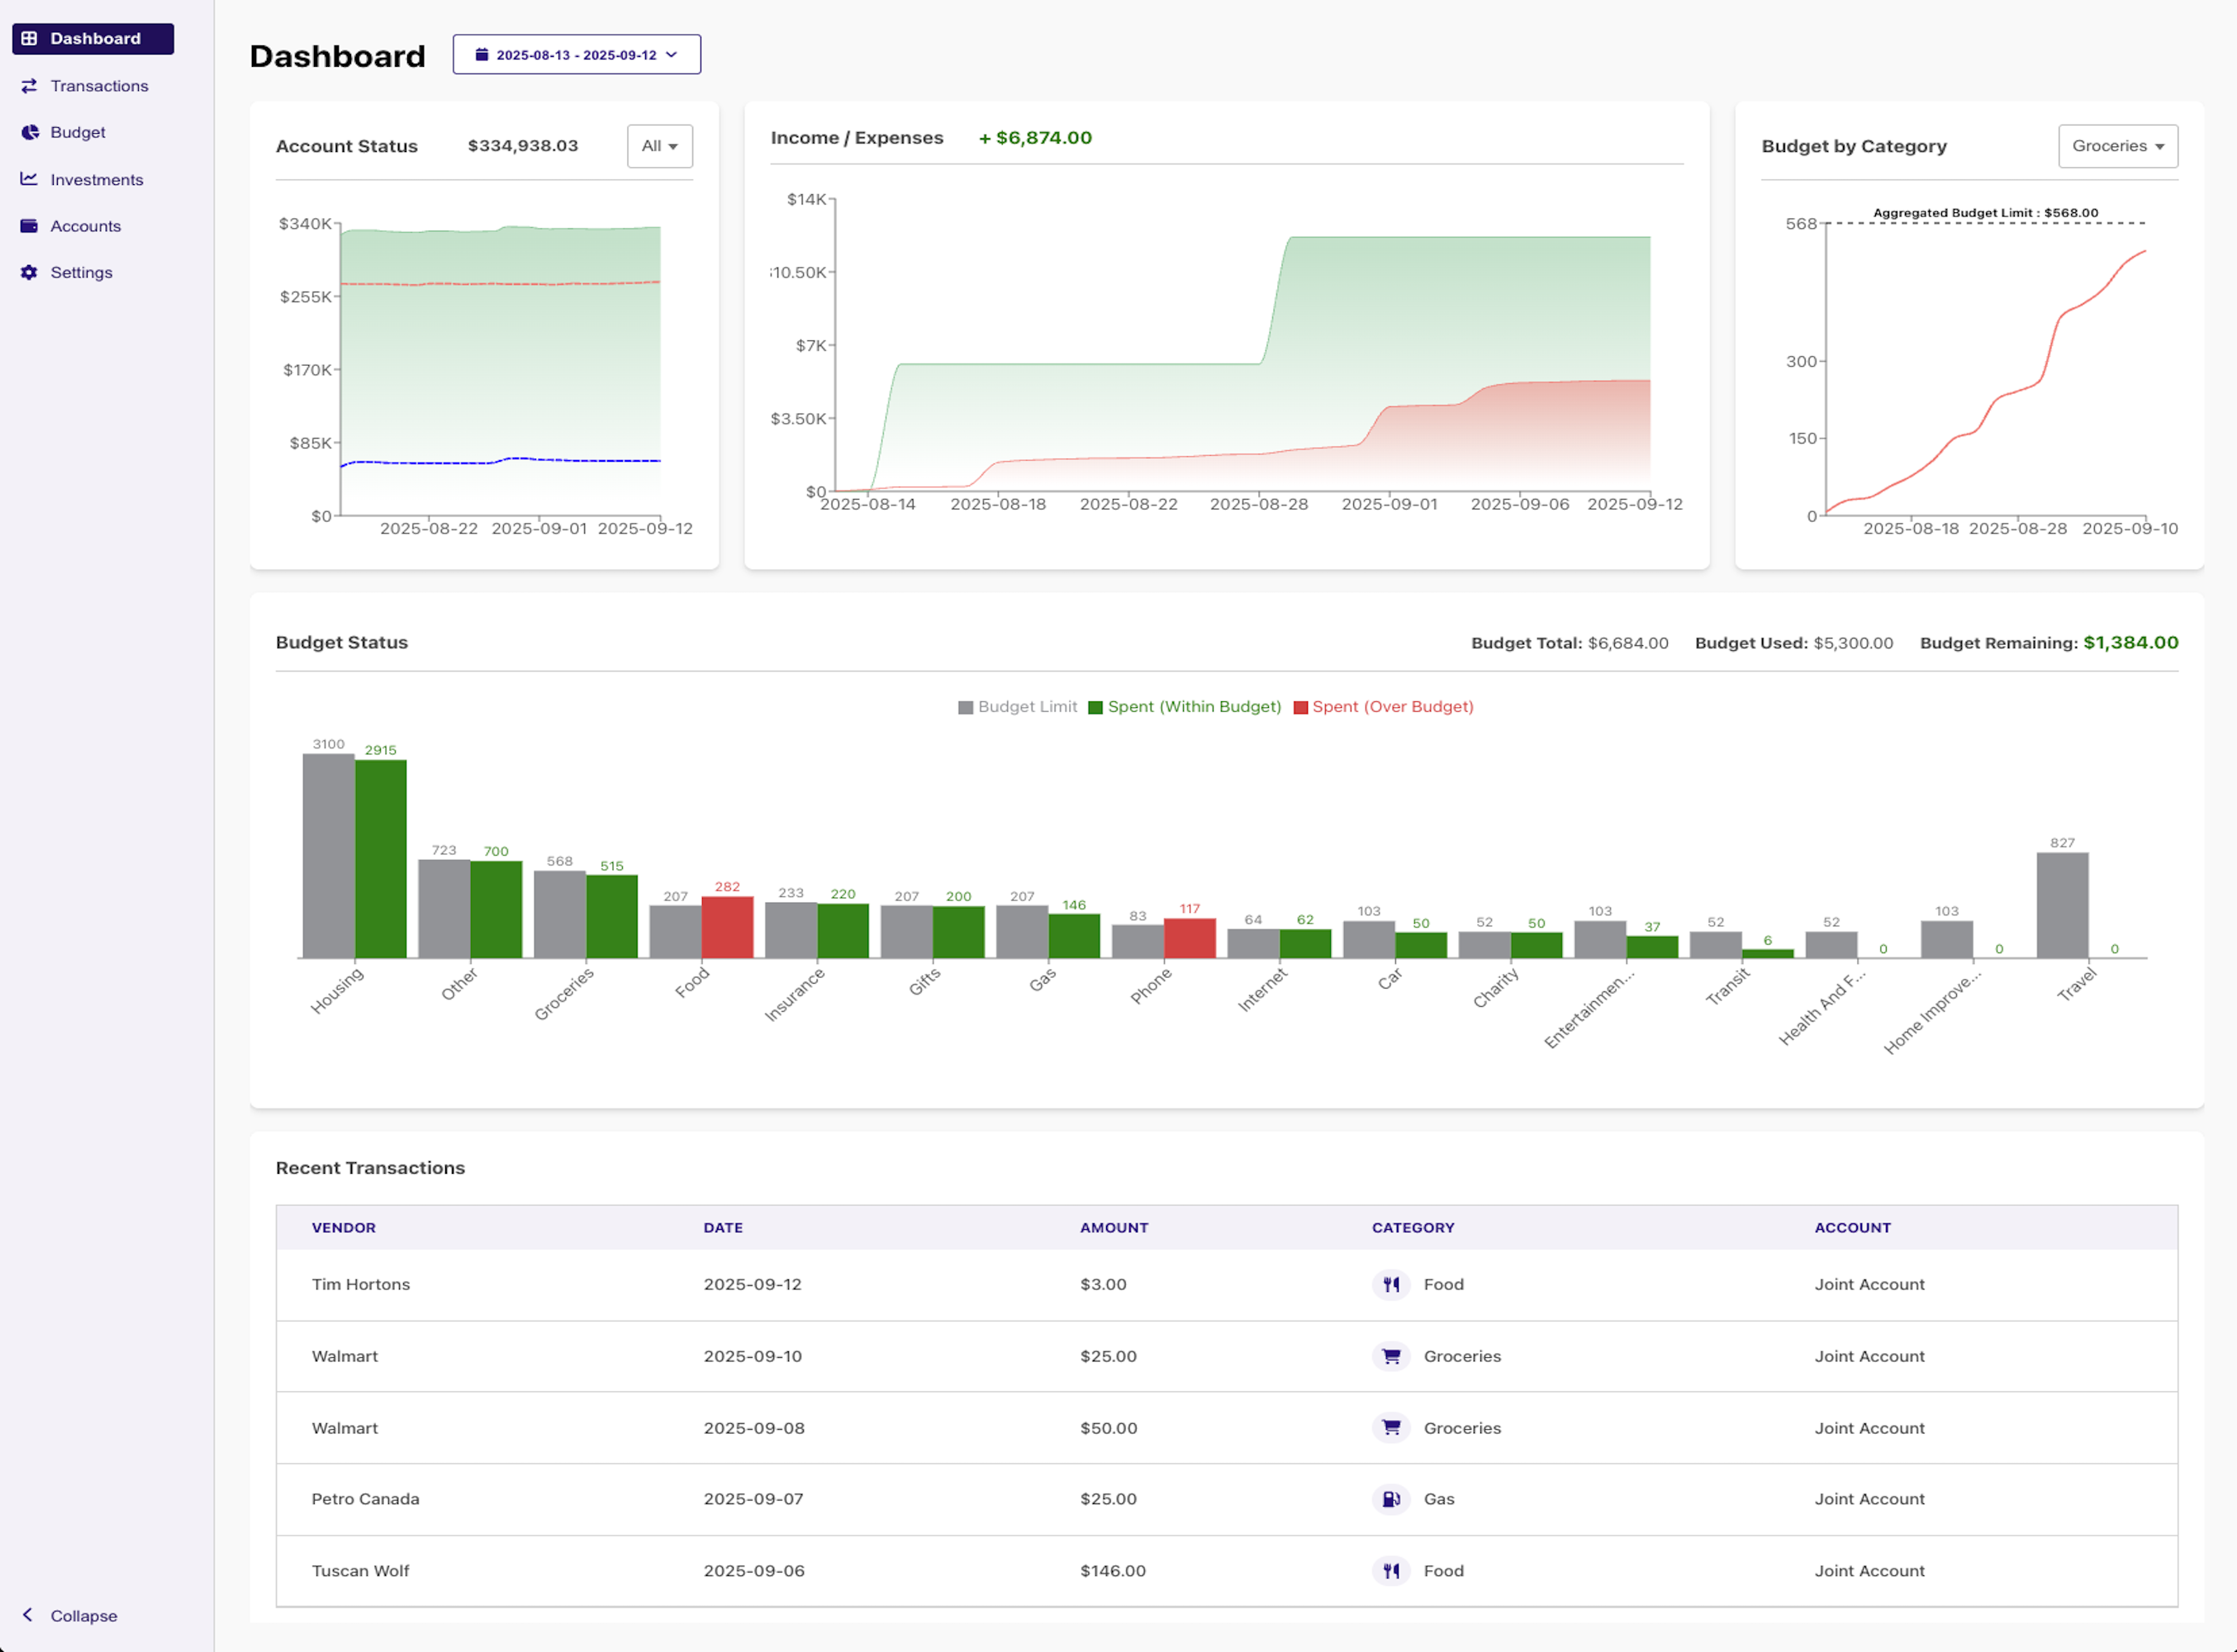 Dashboard
Transactions
Budget
Investments
Accounts
Settings
Collapse
Dashboard
2025-08-13 - 2025-09-12
Account Status $334,938.03 All
$340K
$255K
$170K
$85K
$0
2025-08-22 2025-09-01 2025-09-12
Income / Expenses + $6,874.00
$14K
10.50K
$7K
$3.50K
$0
2025-08-14 2025-08-18 2025-08-22 2025-08-28 2025-09-01 2025-09-06 2025-09-12
Budget by Category Groceries
Aggregated Budget Limit : $568.00
568
300
150
0
2025-08-18 2025-08-28 2025-09-10
Budget Status Budget Total: $6,684.00 Budget Used: $5,300.00 Budget Remaining: $1,384.00
Budget Limit Spent (Within Budget) Spent (Over Budget)
3100 2915 723 700 568 515 207 282 233 220 207 200 207 146 83 117 64 62 103 50 52 50 103 37 52 6 52 0 103 0 827 0
Housing Other Groceries Food Insurance Gifts Gas Phone Internet Car Charity Entertainmen... Transit Health And F... Home Improve... Travel
Recent Transactions
VENDOR DATE AMOUNT CATEGORY ACCOUNT
Tim Hortons 2025-09-12 $3.00 Food Joint Account
Walmart 2025-09-10 $25.00 Groceries Joint Account
Walmart 2025-09-08 $50.00 Groceries Joint Account
Petro Canada 2025-09-07 $25.00 Gas Joint Account
Tuscan Wolf 2025-09-06 $146.00 Food Joint Account